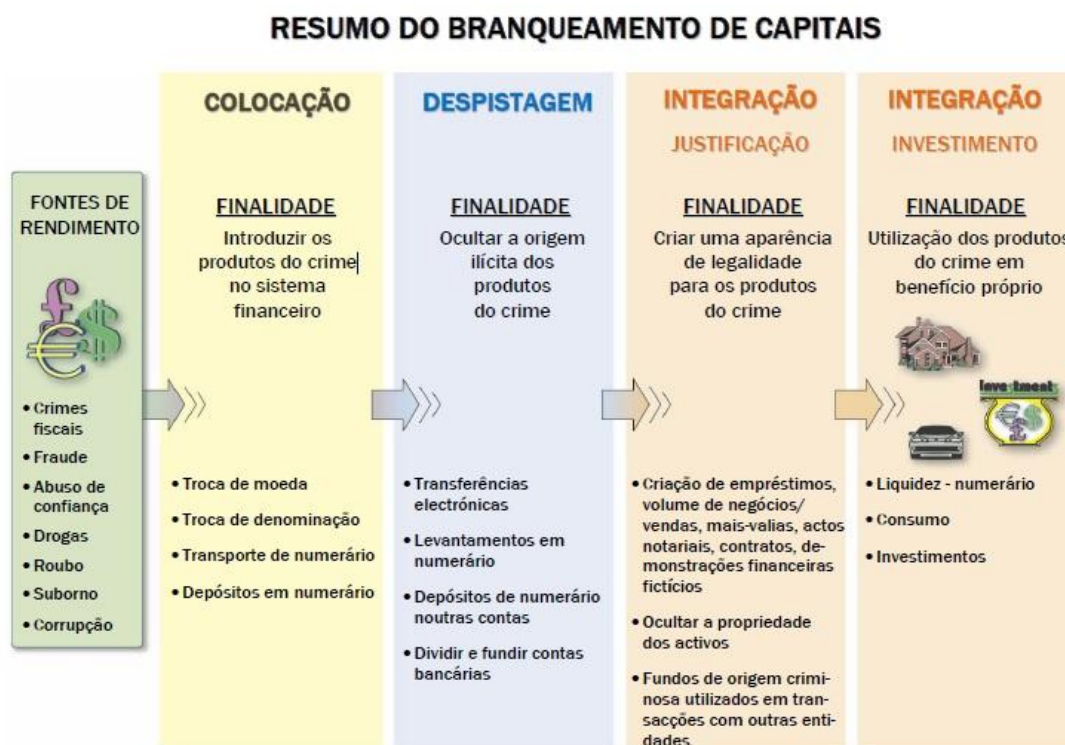 RESUMO DO BRANQUEAMENTO DE CAPITAIS
FONTES DE
RENDIMENTO
• Crimes
fiscais
• Fraude
• Abuso de
confiança
• Drogas
• Roubo
• Suborno
• Corrupção
COLOCAÇÃO
FINALIDADE
Introduzir os
produtos do crime
no sistema
financeiro
• Troca de moeda
• Troca de denominação
• Transporte de numerário
• Depósitos em numerário
DESPISTAGEM
FINALIDADE
Ocultar a origem
ilícita dos
produtos
do crime
• Transferências
electrónicas
• Levantamentos em
numerário
• Depósitos de numerário
noutras contas
• Dividir e fundir contas
bancárias
INTEGRAÇÃO
JUSTIFICAÇÃO
FINALIDADE
Criar uma aparência
de legalidade
para os produtos
do crime
• Criação de empréstimos,
volume de negócios/
vendas, mais-valias, actos
notariais, contratos, de-
monstrações financeiras
fictícios
• Ocultar a propriedade
dos activos
• Fundos de origem crimi-
nosa utilizados em tran-
sacções com outras enti-
dades.
INTEGRAÇÃO
INVESTIMENTO
FINALIDADE
Utilização dos produtos
do crime em
benefício próprio
• Liquidez - numerário
• Consumo
• Investimentos